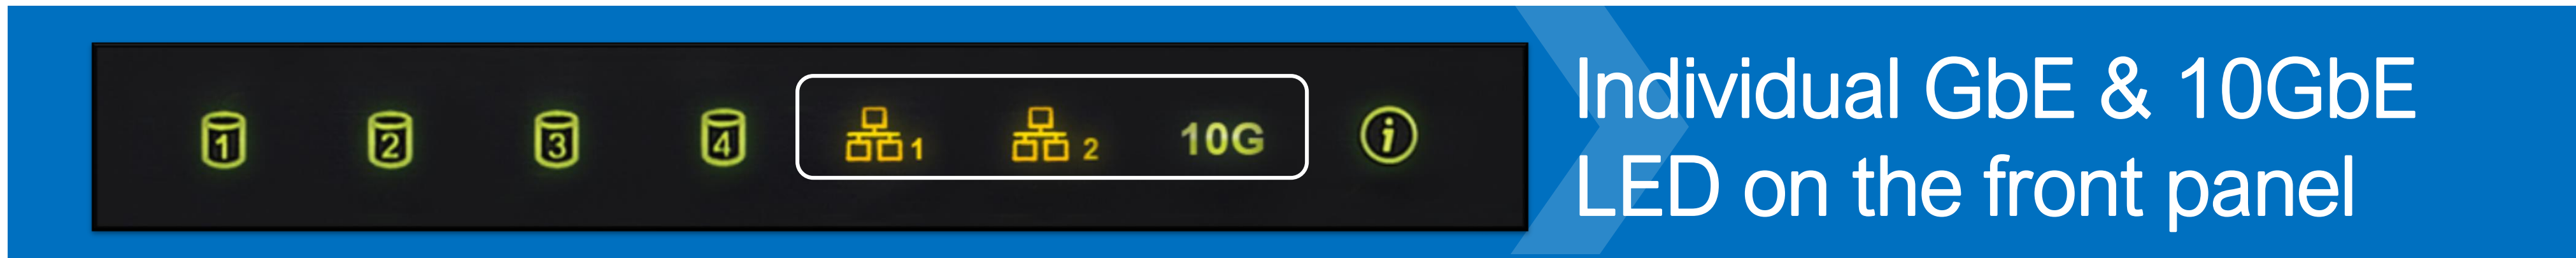 1 2 3 4 1 2 10G i
Individual GbE & 10GbE
LED on the front panel